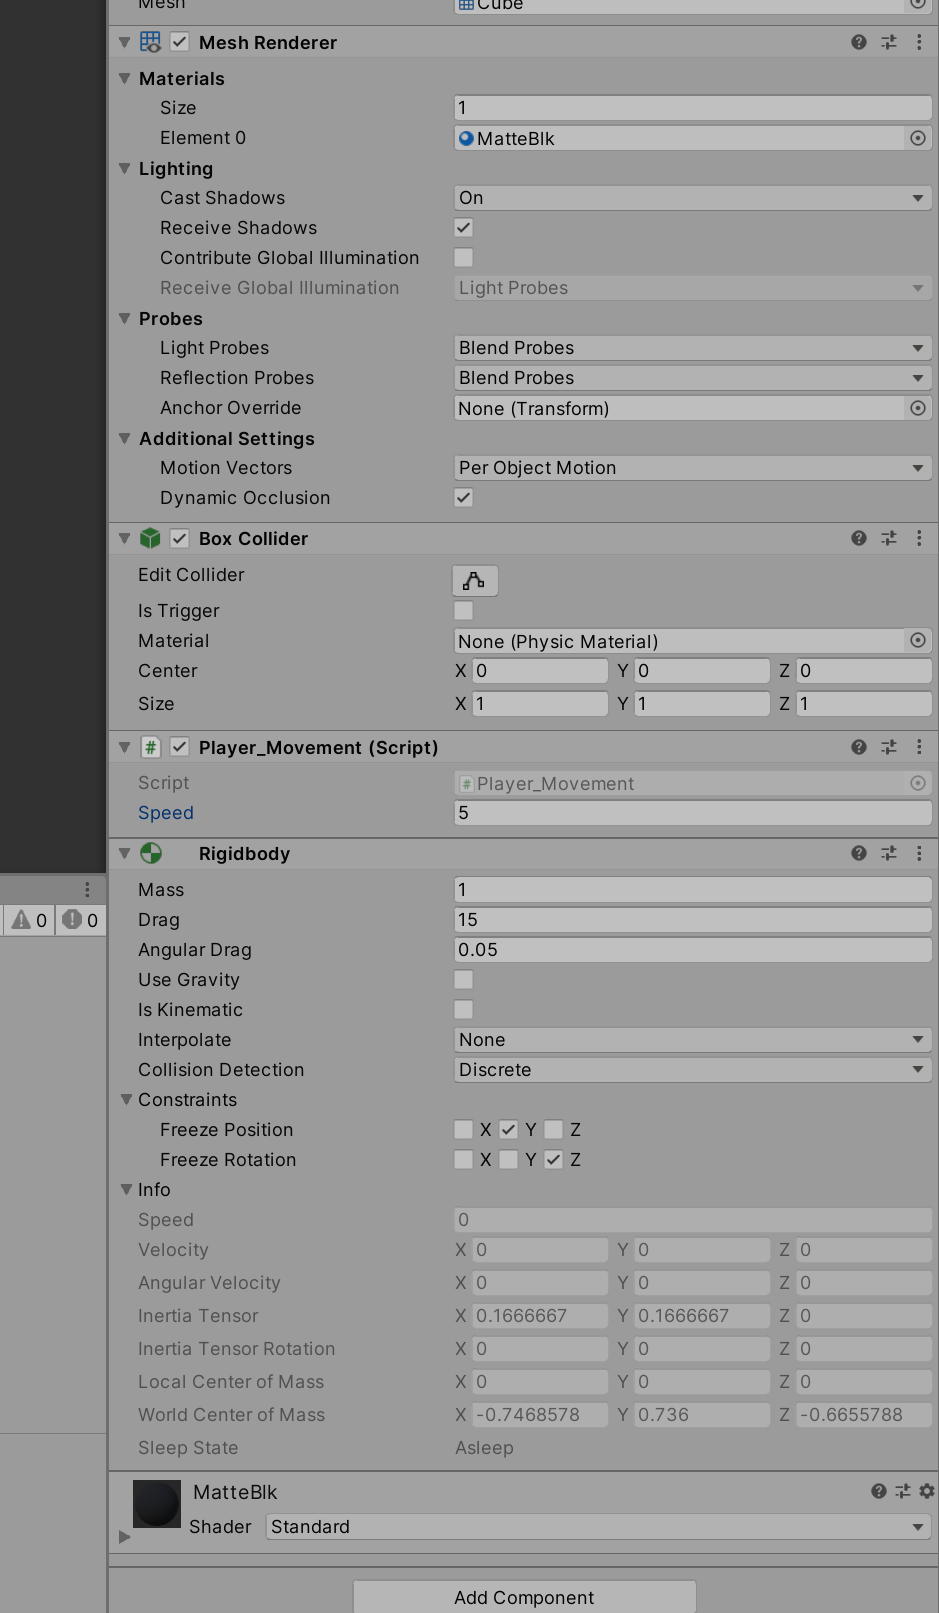 Mesh Cube
Mesh Renderer
Materials
Size 1
Element 0 MatteBlk
Lighting
Cast Shadows On
Receive Shadows
Contribute Global Illumination
Receive Global Illumination Light Probes
Probes
Light Probes Blend Probes
Reflection Probes Blend Probes
Anchor Override None (Transform)
Additional Settings
Motion Vectors Per Object Motion
Dynamic Occlusion
Box Collider
Edit Collider
Is Trigger
Material None (Physic Material)
Center X 0 Y 0 Z 0
Size X 1 Y 1 Z 1
# Player_Movement (Script)
Script # Player_Movement
Speed 5
Rigidbody
Mass 1
0 0 Drag 15
Angular Drag 0.05
Use Gravity
Is Kinematic
Interpolate None
Collision Detection Discrete
Constraints
Freeze Position X Y Z
Freeze Rotation X Y Z
Info
Speed 0
Velocity X 0 Y 0 Z 0
Angular Velocity X 0 Y 0 Z 0
Inertia Tensor X 0.1666667 Y 0.1666667 Z 0
Inertia Tensor Rotation X 0 Y 0 Z 0
Local Center of Mass X 0 Y 0 Z 0
World Center of Mass X -0.7468578 Y 0.736 Z -0.6655788
Sleep State Asleep
MatteBlk
Shader Standard
Add Component